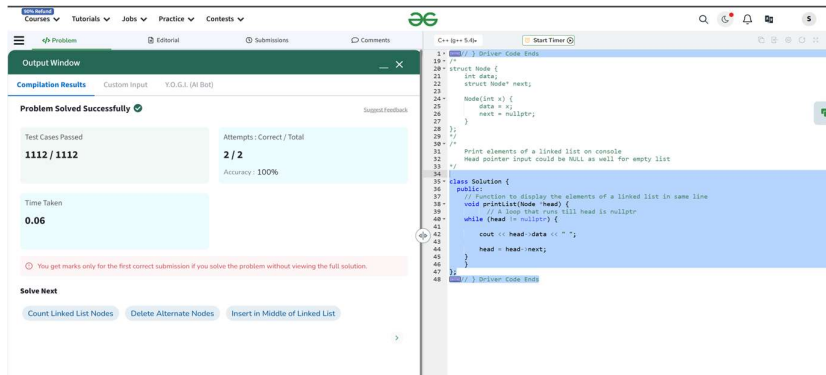 90% Refund
Courses Tutorials Jobs Practice Contests
S
</> Problem Editorial Submissions Comments
C++ (g++ 5.4) Start Timer
Output Window
Compilation Results Custom Input Y.O.G.I. (AI Bot)
Problem Solved Successfully
Suggest Feedback
Test Cases Passed
1112 / 1112
Attempts : Correct / Total
2 / 2
Accuracy : 100%
Time Taken
0.06
You get marks only for the first correct submission if you solve the problem without viewing the full solution.
Solve Next
Count Linked List Nodes Delete Alternate Nodes Insert in Middle of Linked List
1 // } Driver Code Ends
19 /*
20 struct Node {
21 int data;
22 struct Node* next;
23
24 Node(int x) {
25 data = x;
26 next = nullptr;
27 }
28 };
29 */
30 /*
31 Print elements of a linked list on console
32 Head pointer input could be NULL as well for empty list
33 */
34
35 class Solution {
36 public:
37 // Function to display the elements of a linked list in same line
38 void printList(Node *head) {
39 // A loop that runs till head is nullptr
40 while (head != nullptr) {
41
42 cout << head->data << " ";
43
44 head = head->next;
45 }
46 }
47 };
48 // } Driver Code Ends